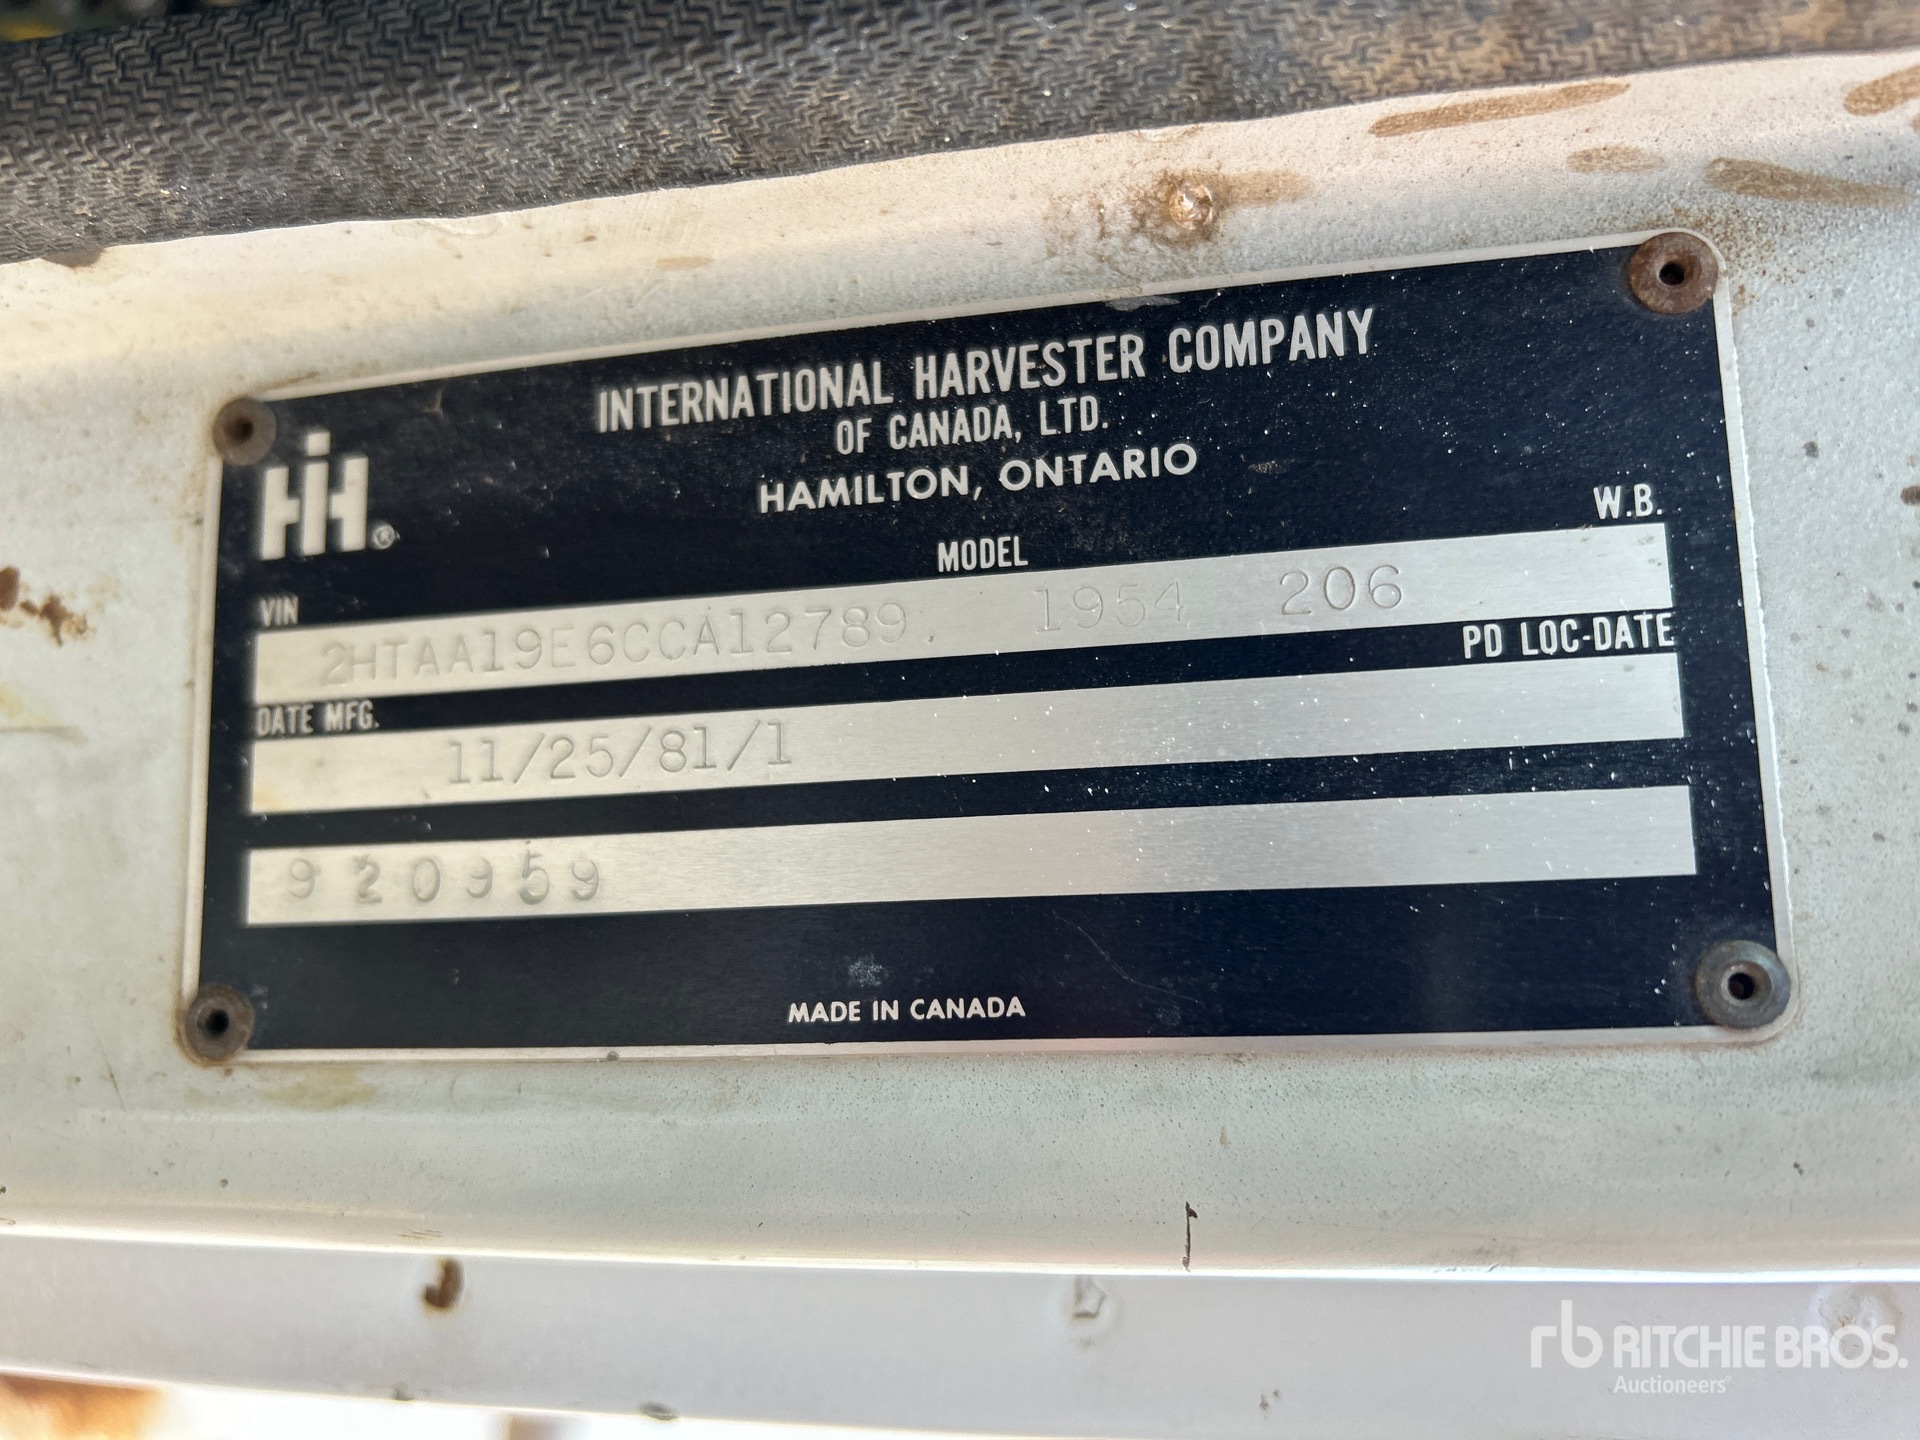 INTERNATIONAL HARVESTER COMPANY
OF CANADA, LTD.
HAMILTON, ONTARIO
IH®
VIN MODEL W.B.
2HTAA19E6CCA12789. 1954 206
DATE MFG. PD LOC-DATE
11/25/81/1
920959
MADE IN CANADA
rb RITCHIE BROS.
Auctioneers